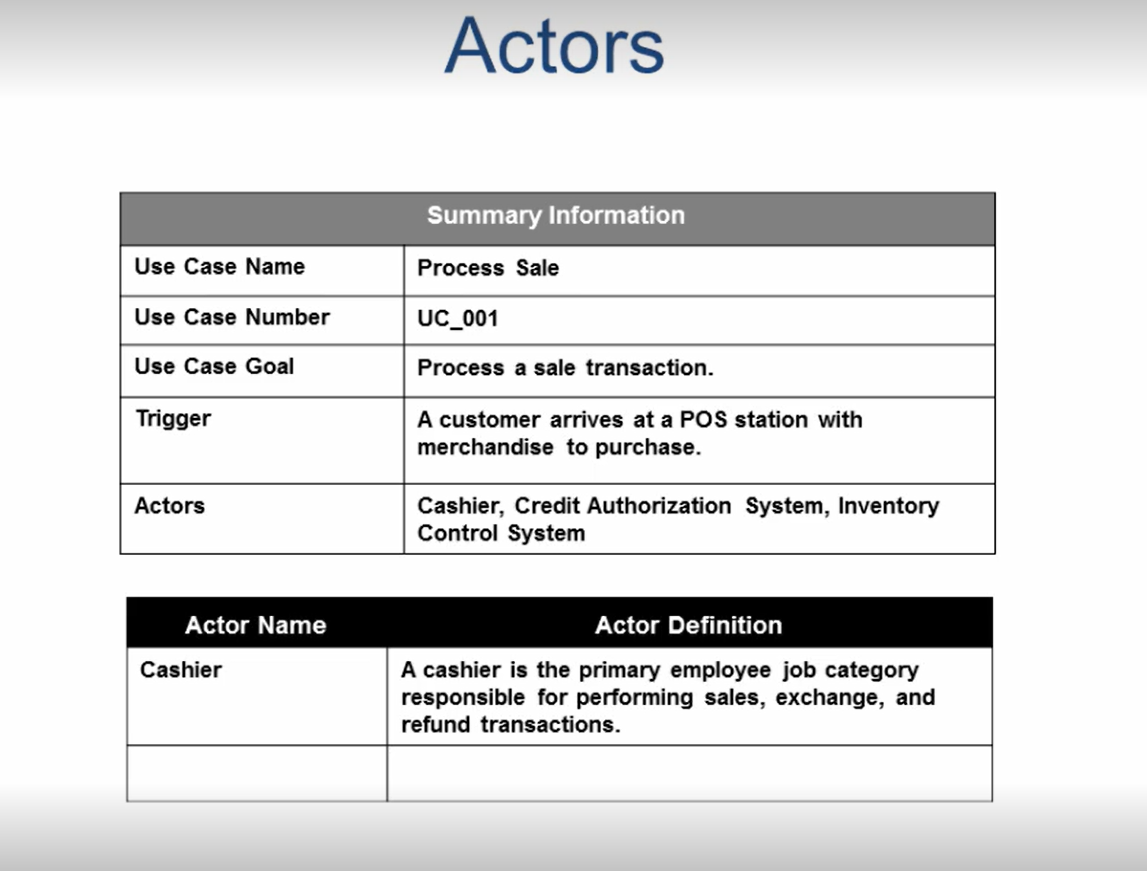 Actors
Summary Information
Use Case Name
Process Sale
Use Case Number
UC_001
Use Case Goal
Process a sale transaction.
Trigger
A customer arrives at a POS station with
merchandise to purchase.
Actors
Cashier, Credit Authorization System, Inventory
Control System
Actor Name
Actor Definition
Cashier
A cashier is the primary employee job category
responsible for performing sales, exchange, and
refund transactions.